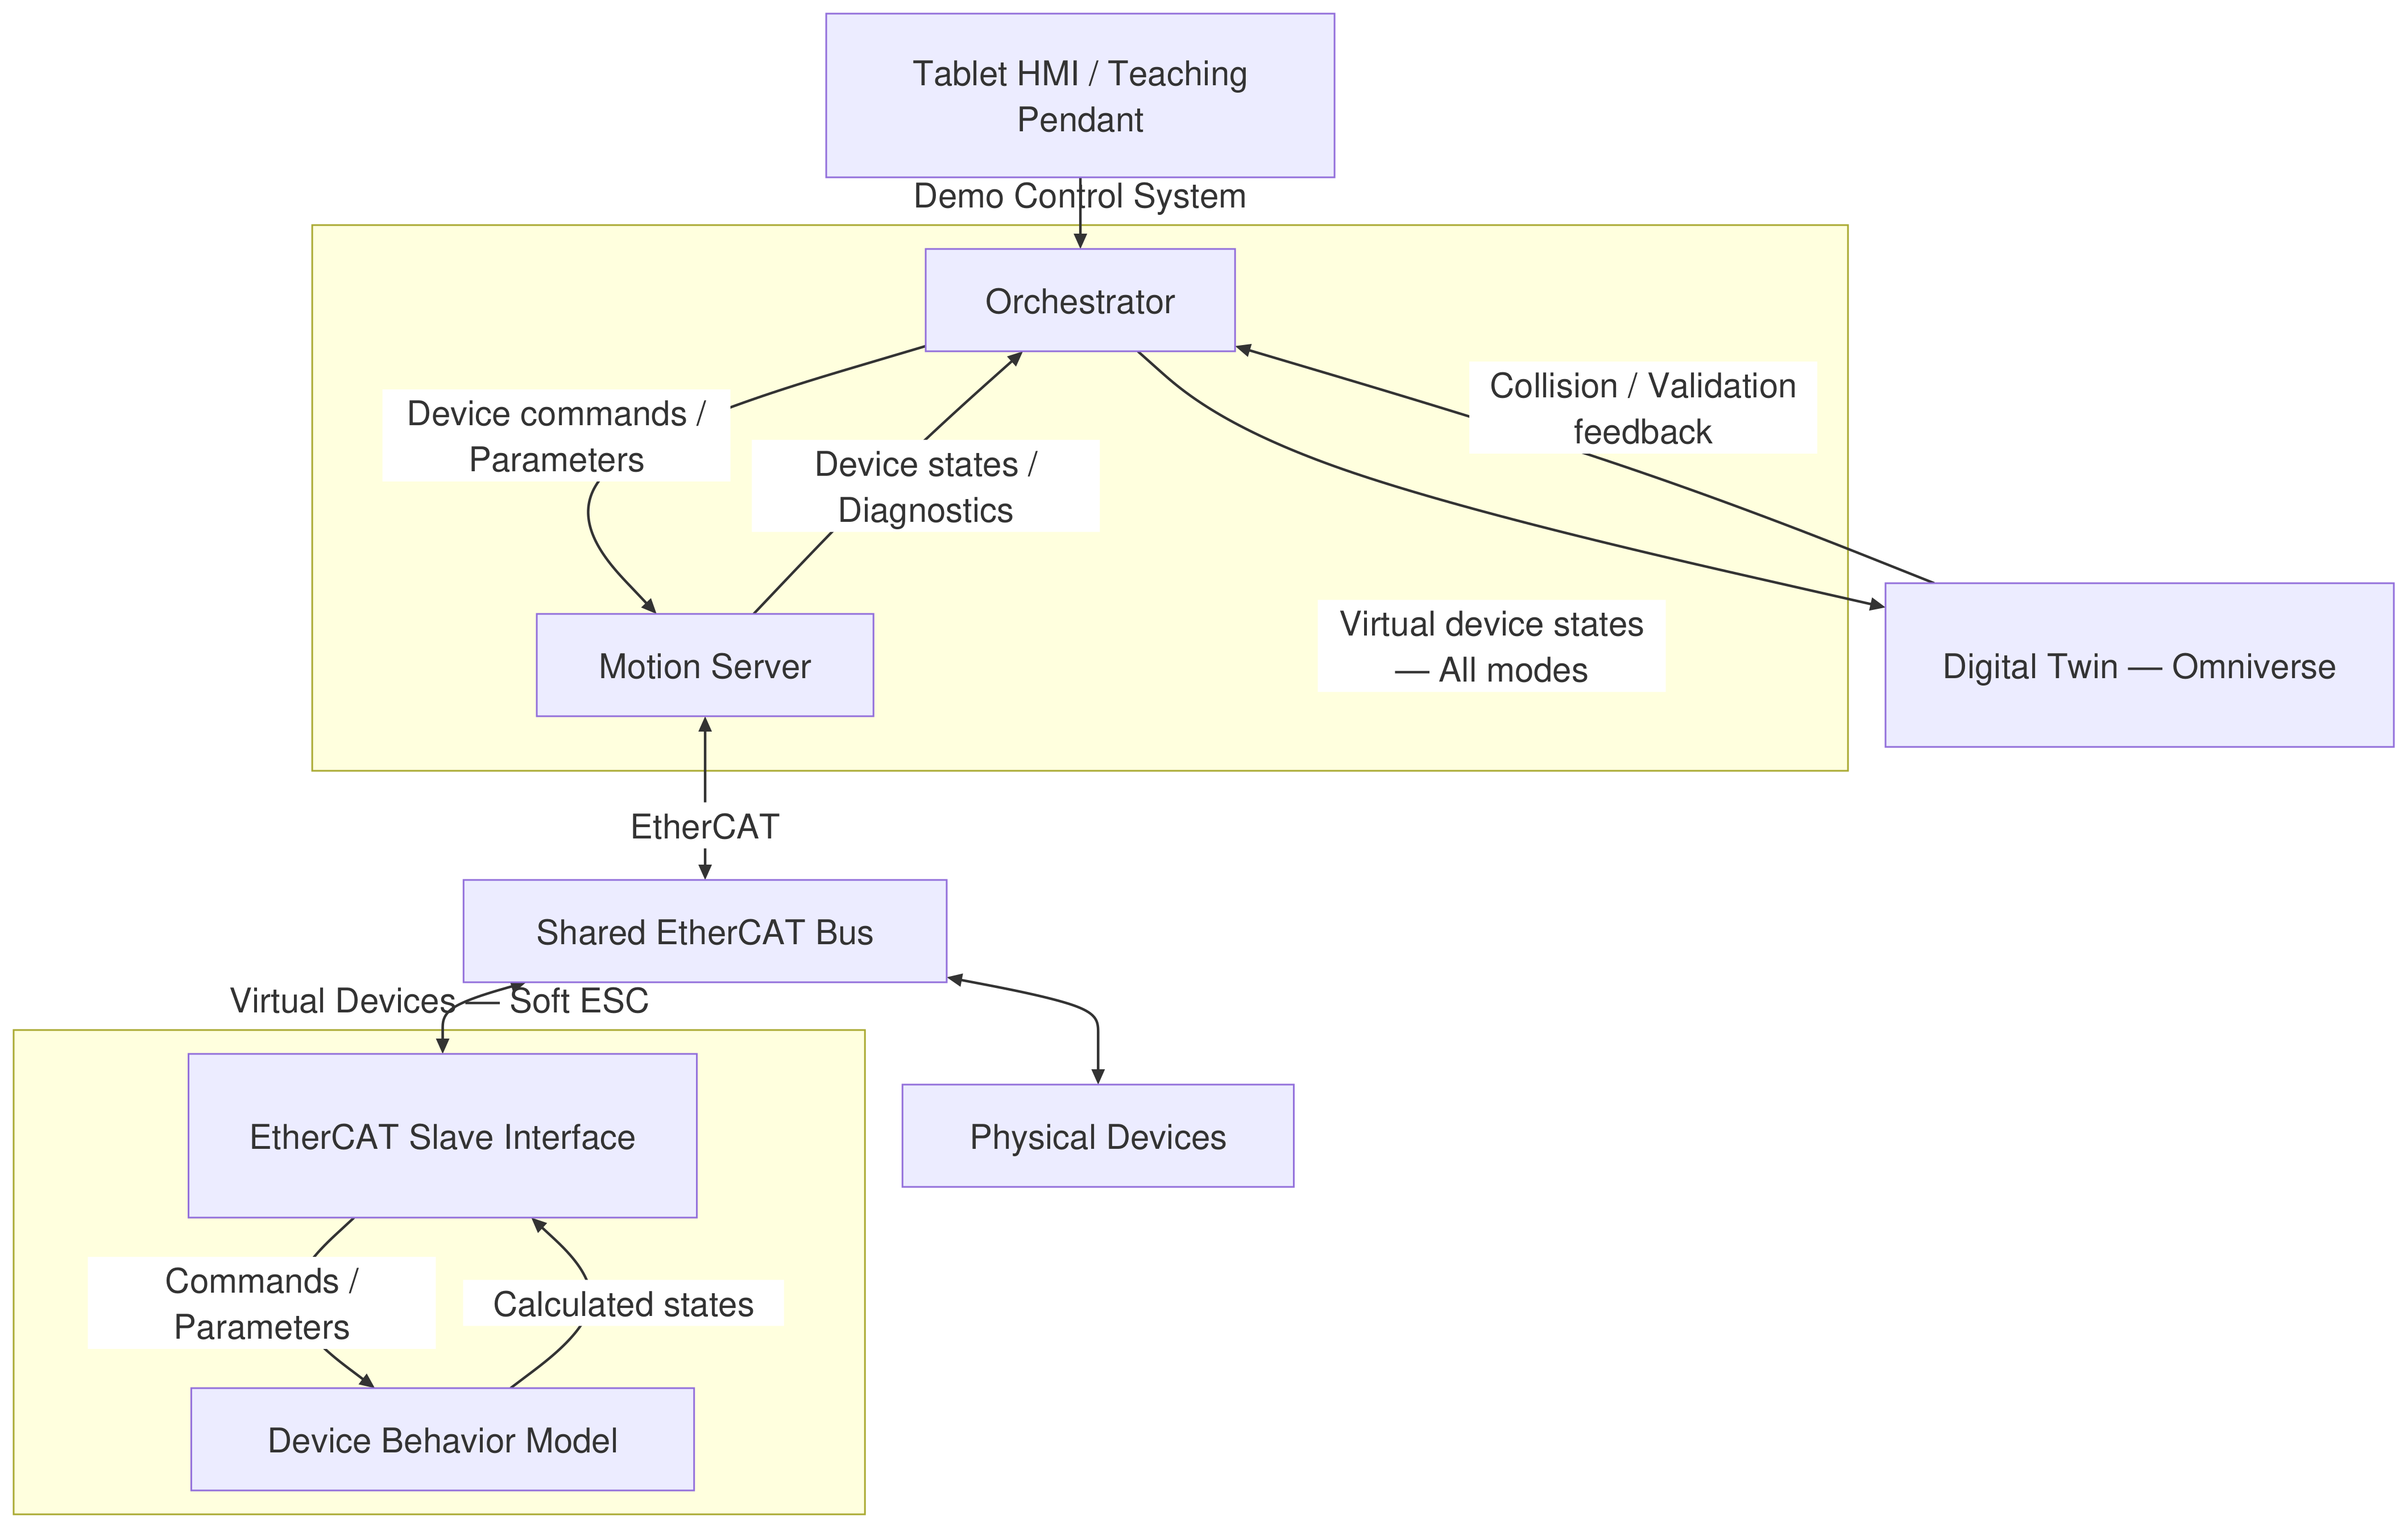 Tablet HMI / Teaching
Pendant
Demo Control System
Orchestrator
Collision / Validation
feedback
Device commands /
Parameters
Device states /
Diagnostics
Virtual device states
— All modes
Motion Server
Digital Twin — Omniverse
EtherCAT
Shared EtherCAT Bus
Virtual Devices — Soft ESC
EtherCAT Slave Interface
Physical Devices
Commands /
Parameters
Calculated states
Device Behavior Model